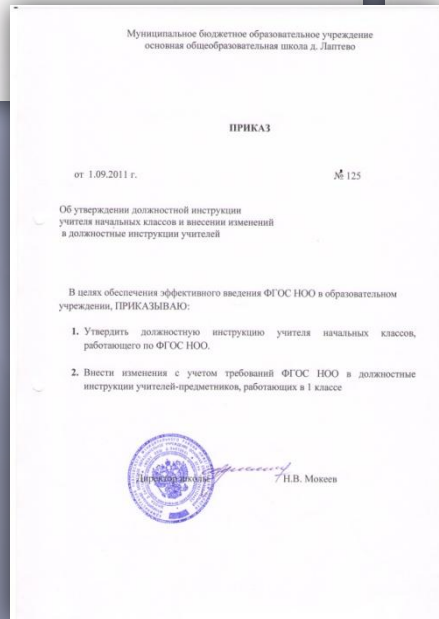 Муниципальное бюджетное образовательное учреждение
основная общеобразовательная школа д. Лаптево
ПРИКАЗ
от 1.09.2011 г. № 125
Об утверждении должностной инструкции
учителя начальных классов и внесении изменений
в должностные инструкции учителей
В целях обеспечения эффективного введения ФГОС НОО в образовательном
учреждении, ПРИКАЗЫВАЮ:
1. Утвердить должностную инструкцию учителя начальных классов,
работающего по ФГОС НОО.
2. Внести изменения с учетом требований ФГОС НОО в должностные
инструкции учителей-предметников, работающих в 1 классе
Директор школы Н.В. Мокеев